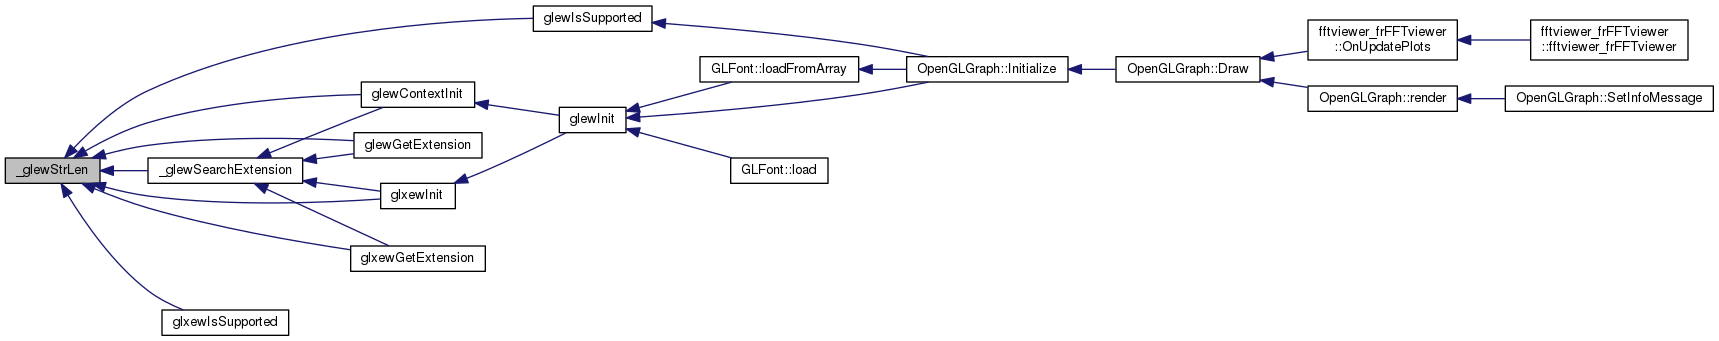 _glewStrLen
glewIsSupported
glewContextInit
glewGetExtension
_glewSearchExtension
glxewInit
glxewGetExtension
glxewIsSupported
glewInit
GLFont::loadFromArray
GLFont::load
OpenGLGraph::Initialize
OpenGLGraph::Draw
fftviewer_frFFTviewer
::OnUpdatePlots
OpenGLGraph::render
fftviewer_frFFTviewer
::fftviewer_frFFTviewer
OpenGLGraph::SetInfoMessage